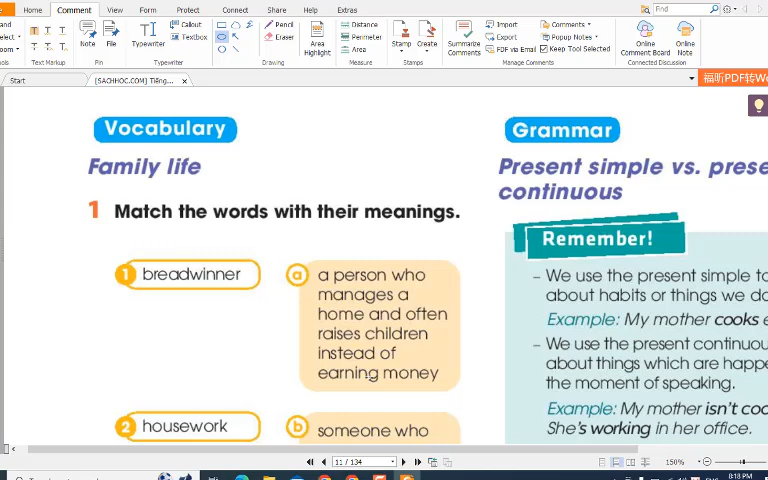 Home
Comment
View
Form
Protect
Connect
Share
Help
Extras
Find
Note
File
Typewriter
Callout
Textbox
Pencil
Eraser
Area
Highlight
Distance
Perimeter
Area
Stamp
Create
Summarize
Comments
Import
Export
FDF via Email
Comments
Popup Notes
Keep Tool Selected
Online
Comment Board
Online
Note
Text Markup
Pin
Typewriter
Drawing
Measure
Stamps
Manage Comments
Connected Discussion
Start
[SACHHOC.COM] Tiếng...
福昕PDF转Wo
Vocabulary
Family life
1 Match the words with their meanings.
1 breadwinner
a a person who
manages a
home and often
raises children
instead of
earning money
2 housework
b someone who
Grammar
Present simple vs. prese
continuous
Remember!
– We use the present simple to
about habits or things we do
Example: My mother cooks e
– We use the present continuou
about things which are happe
the moment of speaking.
Example: My mother isn't coo
She's working in her office.
11 / 134
150%
ENG
8:18 PM